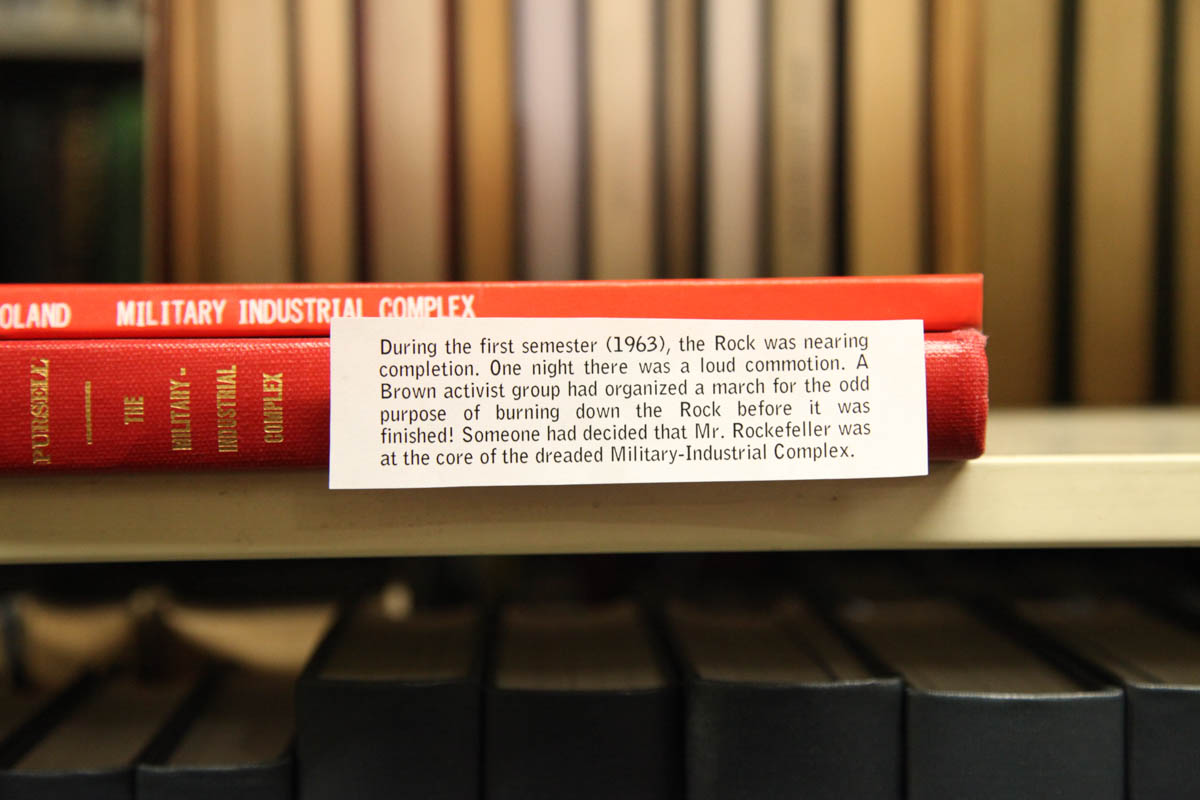 OLAND MILITARY INDUSTRIAL COMPLEX
PURSELL
THE
MILITARY-
INDUSTRIAL
COMPLEX
During the first semester (1963), the Rock was nearing
completion. One night there was a loud commotion. A
Brown activist group had organized a march for the odd
purpose of burning down the Rock before it was
finished! Someone had decided that Mr. Rockefeller was
at the core of the dreaded Military-Industrial Complex.